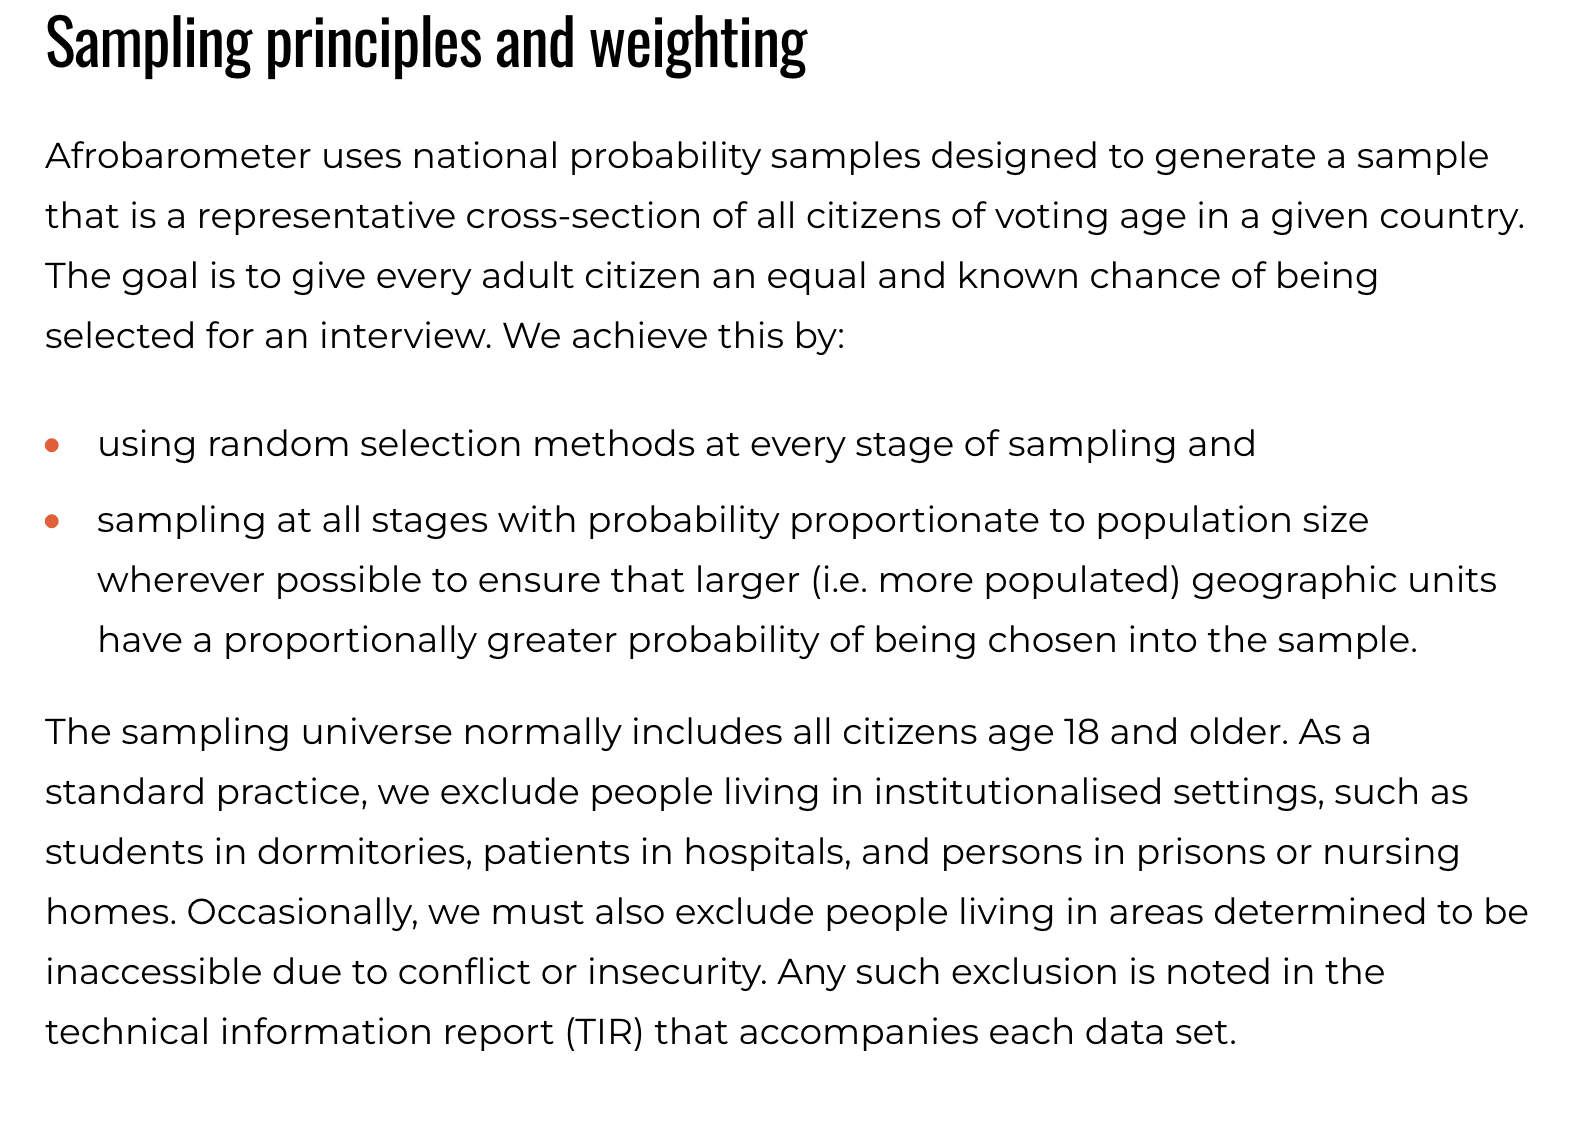 Sampling principles and weighting
Afrobarometer uses national probability samples designed to generate a sample
that is a representative cross-section of all citizens of voting age in a given country.
The goal is to give every adult citizen an equal and known chance of being
selected for an interview. We achieve this by:
• using random selection methods at every stage of sampling and
• sampling at all stages with probability proportionate to population size
wherever possible to ensure that larger (i.e. more populated) geographic units
have a proportionally greater probability of being chosen into the sample.
The sampling universe normally includes all citizens age 18 and older. As a
standard practice, we exclude people living in institutionalised settings, such as
students in dormitories, patients in hospitals, and persons in prisons or nursing
homes. Occasionally, we must also exclude people living in areas determined to be
inaccessible due to conflict or insecurity. Any such exclusion is noted in the
technical information report (TIR) that accompanies each data set.